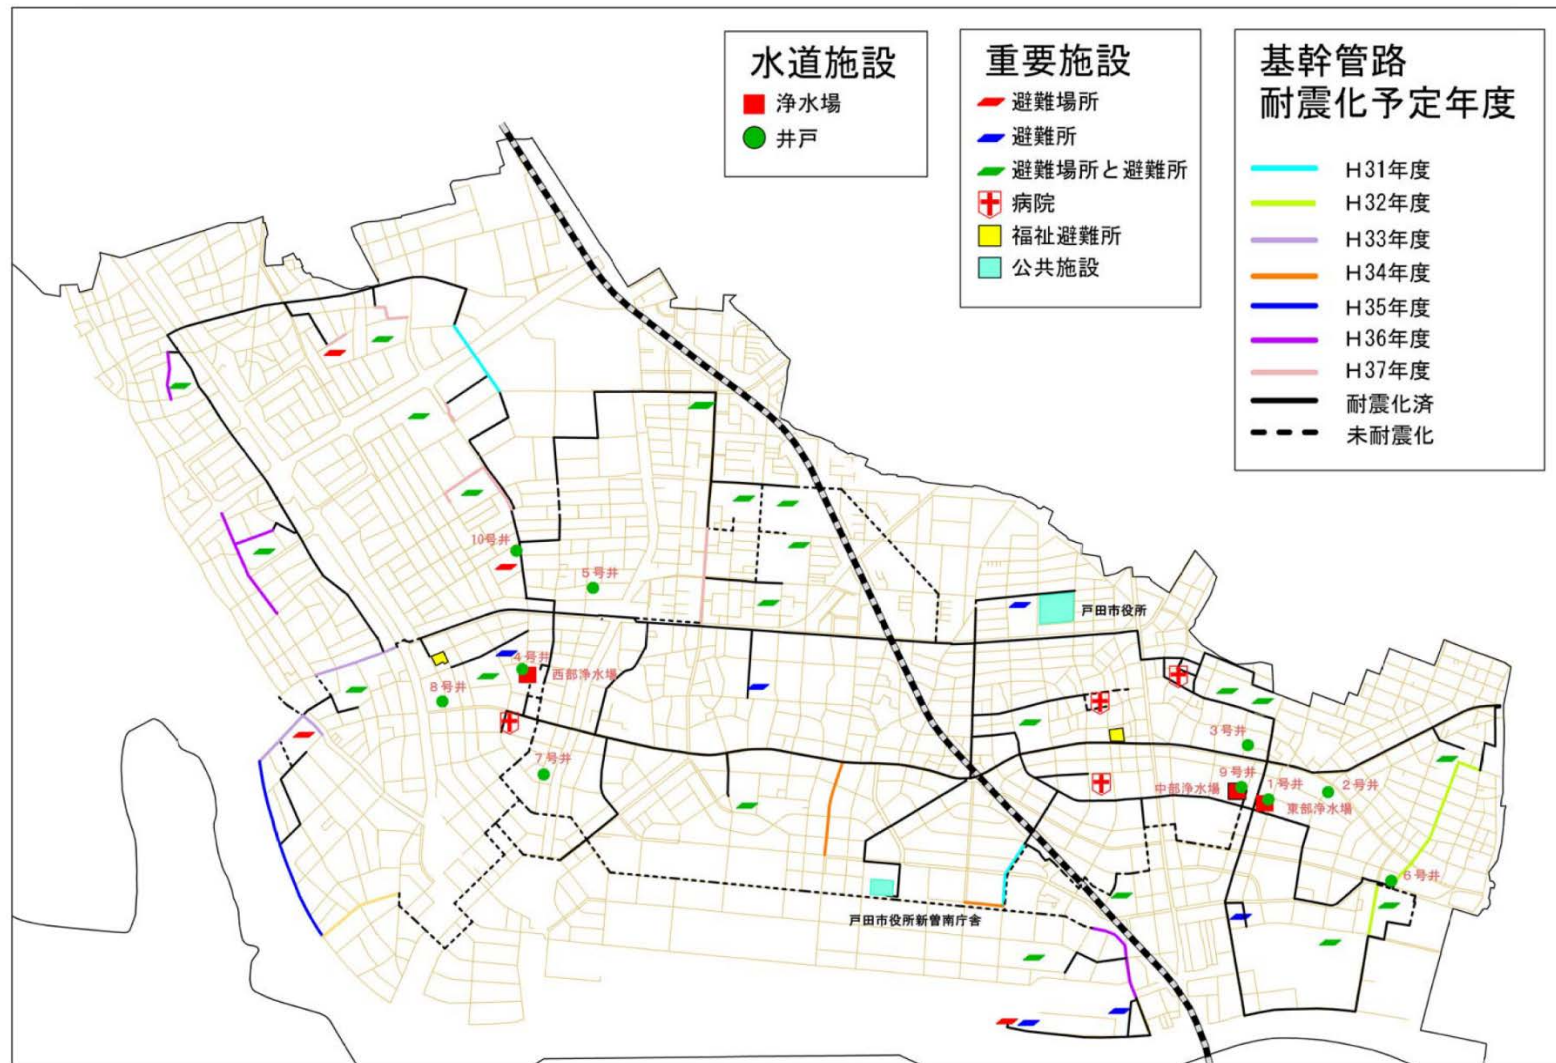 水道施設
浄水場
井戸
重要施設
避難場所
避難所
避難場所と避難所
病院
福祉避難所
公共施設
基幹管路
耐震化予定年度
H31年度
H32年度
H33年度
H34年度
H35年度
H36年度
H37年度
耐震化済
未耐震化
10号井
5号井
戸田市役所
4号井
西部浄水場
8号井
3号井
7号井
9号井
1号井
2号井
中部浄水場
東部浄水場
6号井
戸田市役所新曽南庁舎